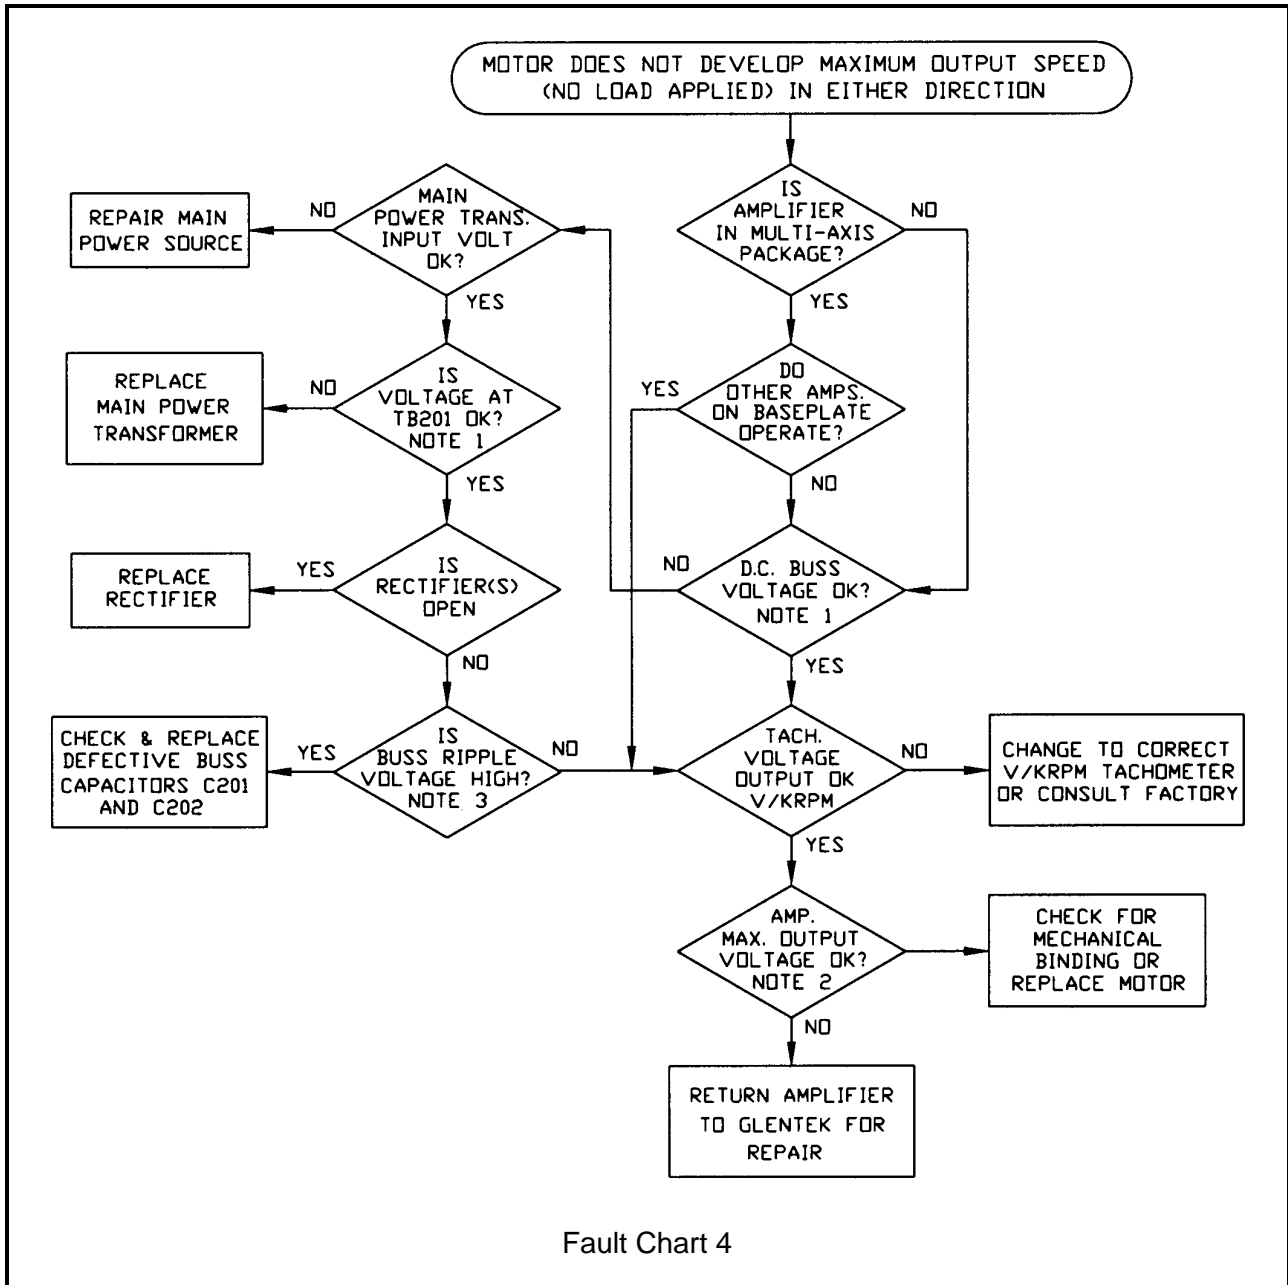 MOTOR DOES NOT DEVELOP MAXIMUM OUTPUT SPEED
(NO LOAD APPLIED) IN EITHER DIRECTION
IS
AMPLIFIER
IN MULTI-AXIS
PACKAGE?
NO
YES
DO
OTHER AMPS.
ON BASEPLATE
OPERATE?
YES
NO
D.C. BUSS
VOLTAGE OK?
NOTE 1
NO
YES
MAIN
POWER TRANS.
INPUT VOLT
OK?
NO
REPAIR MAIN
POWER SOURCE
YES
IS
VOLTAGE AT
TB201 OK?
NOTE 1
NO
REPLACE
MAIN POWER
TRANSFORMER
YES
IS
RECTIFIER(S)
OPEN
YES
REPLACE
RECTIFIER
NO
IS
BUSS RIPPLE
VOLTAGE HIGH?
NOTE 3
YES
CHECK & REPLACE
DEFECTIVE BUSS
CAPACITORS C201
AND C202
NO
TACH.
VOLTAGE
OUTPUT OK
V/KRPM
NO
CHANGE TO CORRECT
V/KRPM TACHOMETER
OR CONSULT FACTORY
YES
AMP.
MAX. OUTPUT
VOLTAGE OK?
NOTE 2
CHECK FOR
MECHANICAL
BINDING OR
REPLACE MOTOR
NO
RETURN AMPLIFIER
TO GLENTEK FOR
REPAIR
Fault Chart 4